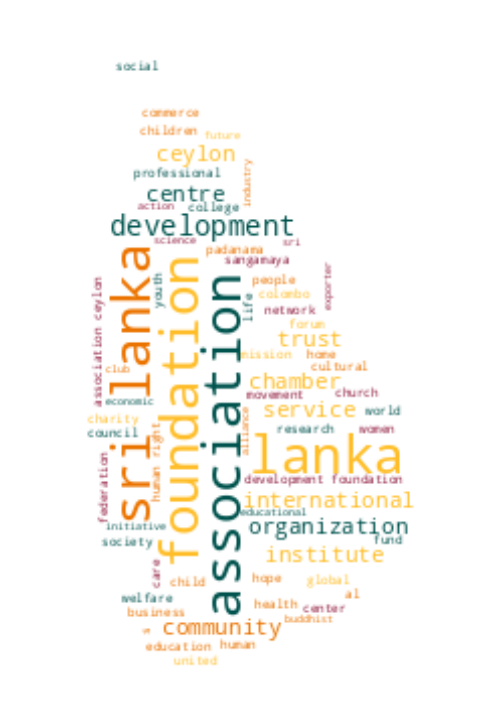 social
commerce
children
future
ceylon
professional
industry
centre
action
college
development
science
sri
padanama
sangamaya
sri lanka
foundation
association
youth
life
people
exporter
colombo
network
association ceylon
forum
trust
mission
home
club
cultural
chamber
movement
church
economic
service
world
charity
council
research
women
human right
alliance
lanka
federation
development foundation
international
educational
initiative
organization
society
fund
institute
care
child
hope
global
welfare
al
health
center
business
buddhist
community
education
human
united